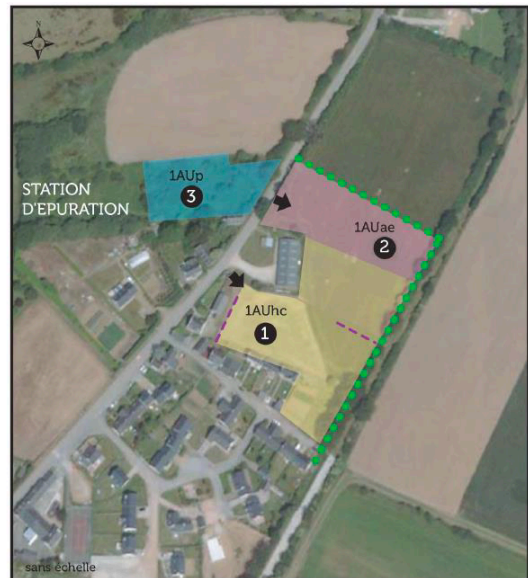 N
1AUp
3
STATION
D'EPURATION
1AUae
2
1AUhc
1
sans échelle